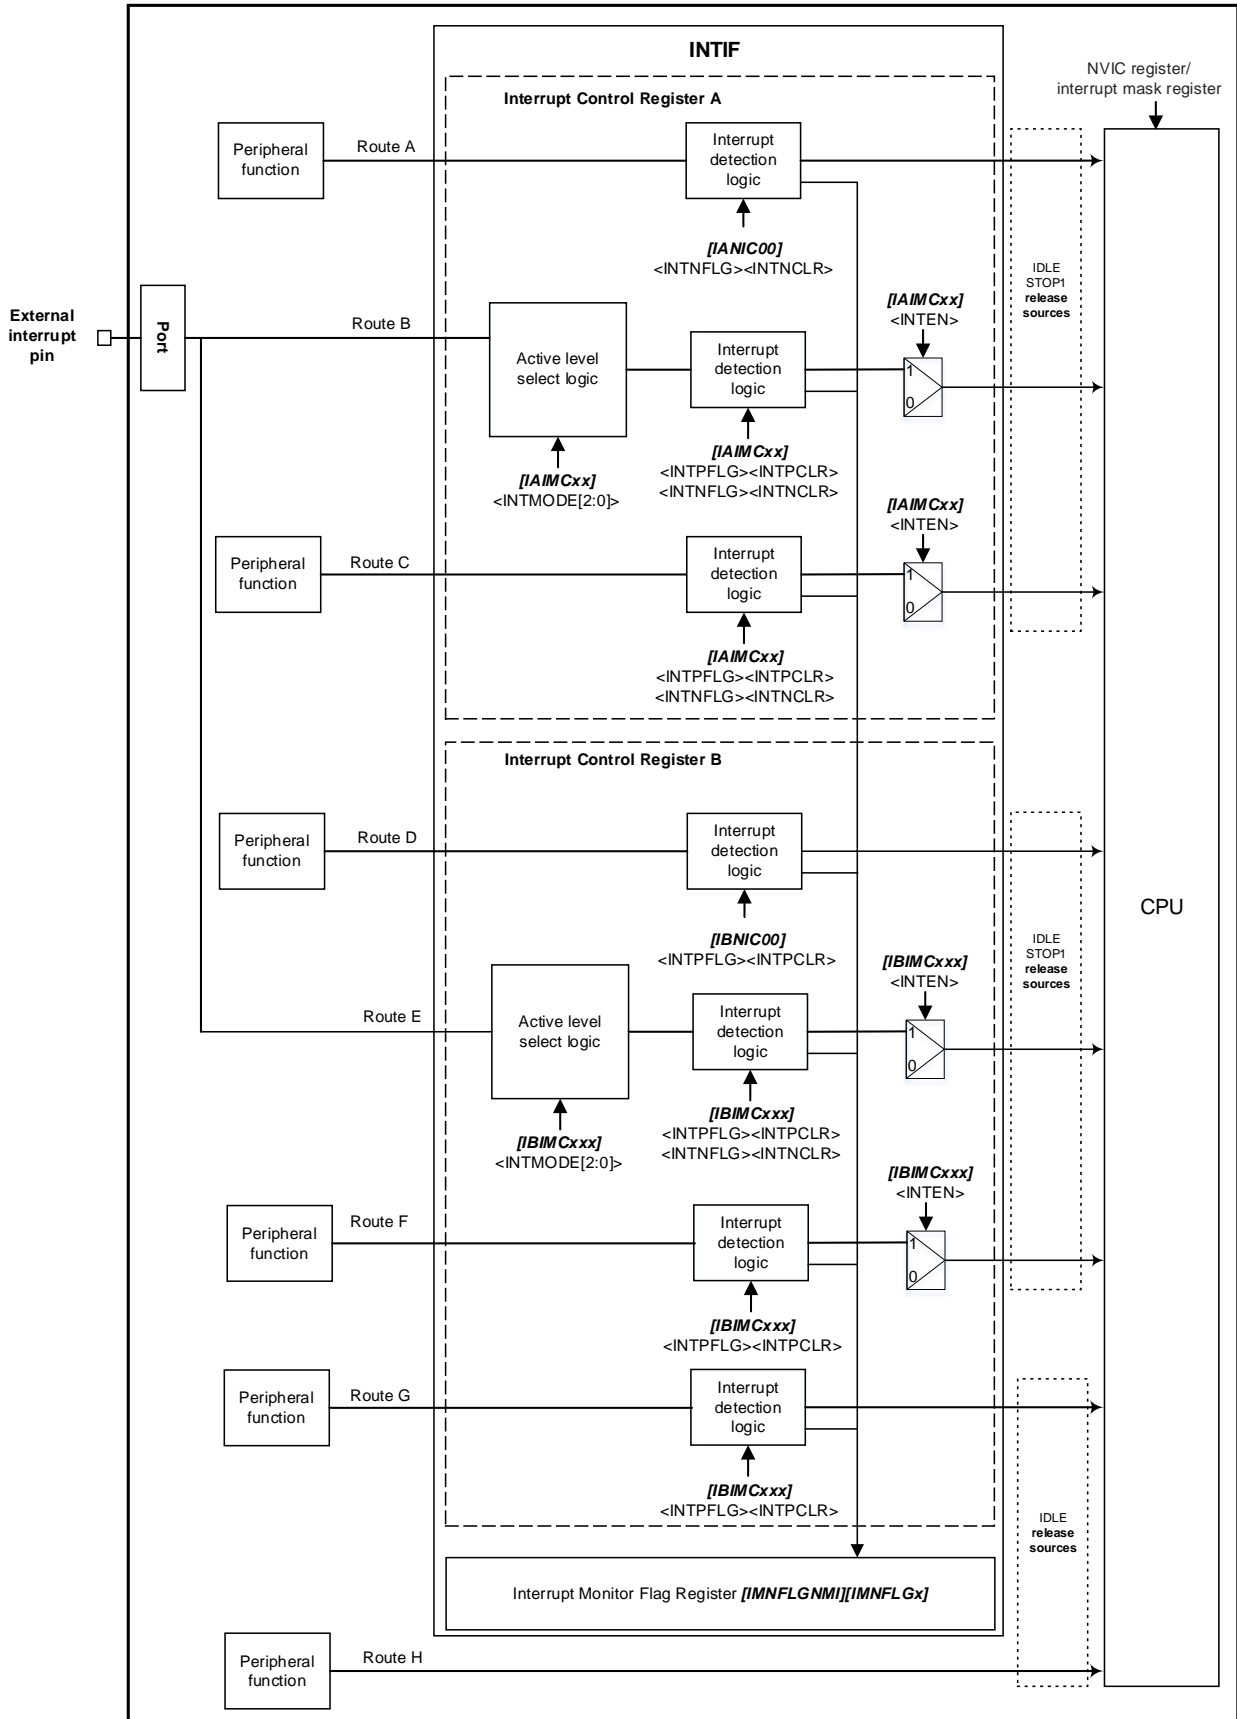 INTIF
NVIC register/
interrupt mask register
Interrupt Control Register A
Peripheral
function
Route A
Interrupt
detection
logic
[IANIC00]
<INTNFLG><INTNCLR>
IDLE
STOP1
release
sources
External
interrupt
pin
Port
Route B
Active level
select logic
Interrupt
detection
logic
[IAIMCxx]
<INTEN>
1
0
[IAIMCxx]
<INTMODE[2:0]>
[IAIMCxx]
<INTPFLG><INTPCLR>
<INTNFLG><INTNCLR>
[IAIMCxx]
<INTEN>
Peripheral
function
Route C
Interrupt
detection
logic
1
0
[IAIMCxx]
<INTPFLG><INTPCLR>
<INTNFLG><INTNCLR>
Interrupt Control Register B
Peripheral
function
Route D
Interrupt
detection
logic
CPU
[IBNIC00]
<INTPFLG><INTPCLR>
IDLE
STOP1
release
sources
[IBIMCxxx]
<INTEN>
Route E
Active level
select logic
Interrupt
detection
logic
1
0
[IBIMCxxx]
<INTMODE[2:0]>
[IBIMCxxx]
<INTPFLG><INTPCLR>
<INTNFLG><INTNCLR>
[IBIMCxxx]
<INTEN>
Peripheral
function
Route F
Interrupt
detection
logic
1
0
[IBIMCxxx]
<INTPFLG><INTPCLR>
Peripheral
function
Route G
Interrupt
detection
logic
[IBIMCxxx]
<INTPFLG><INTPCLR>
IDLE
release
sources
Interrupt Monitor Flag Register [IMNFLGNMI][IMNFLGx]
Peripheral
function
Route H